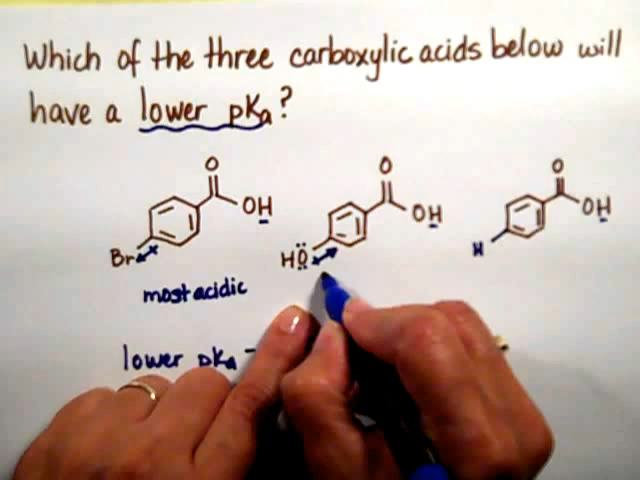 Which of the three carboxylic acids below will
have a lower pKa?
O O O
OH OH OH
Br HO H
most acidic
lower pKa